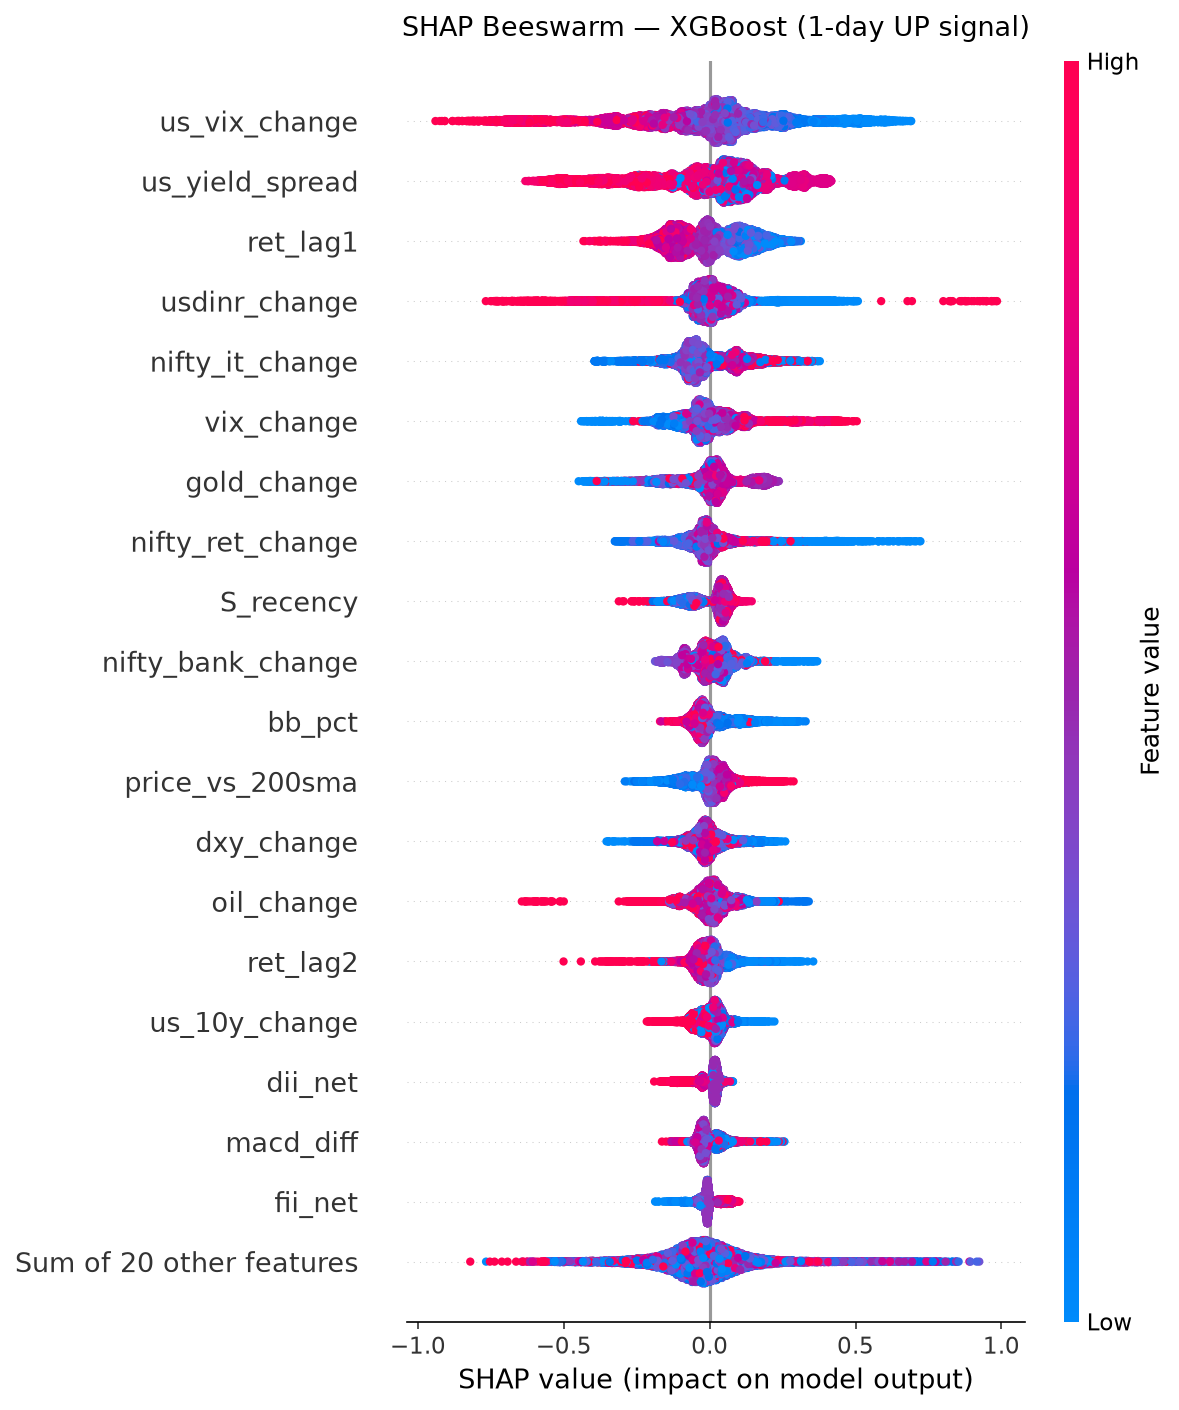 SHAP Beeswarm — XGBoost (1-day UP signal)
High
us_vix_change
us_yield_spread
ret_lag1
usdinr_change
nifty_it_change
vix_change
gold_change
nifty_ret_change
S_recency
nifty_bank_change
bb_pct
price_vs_200sma
dxy_change
oil_change
ret_lag2
us_10y_change
dii_net
macd_diff
fii_net
Sum of 20 other features
Feature value
Low
−1.0 −0.5 0.0 0.5 1.0
SHAP value (impact on model output)